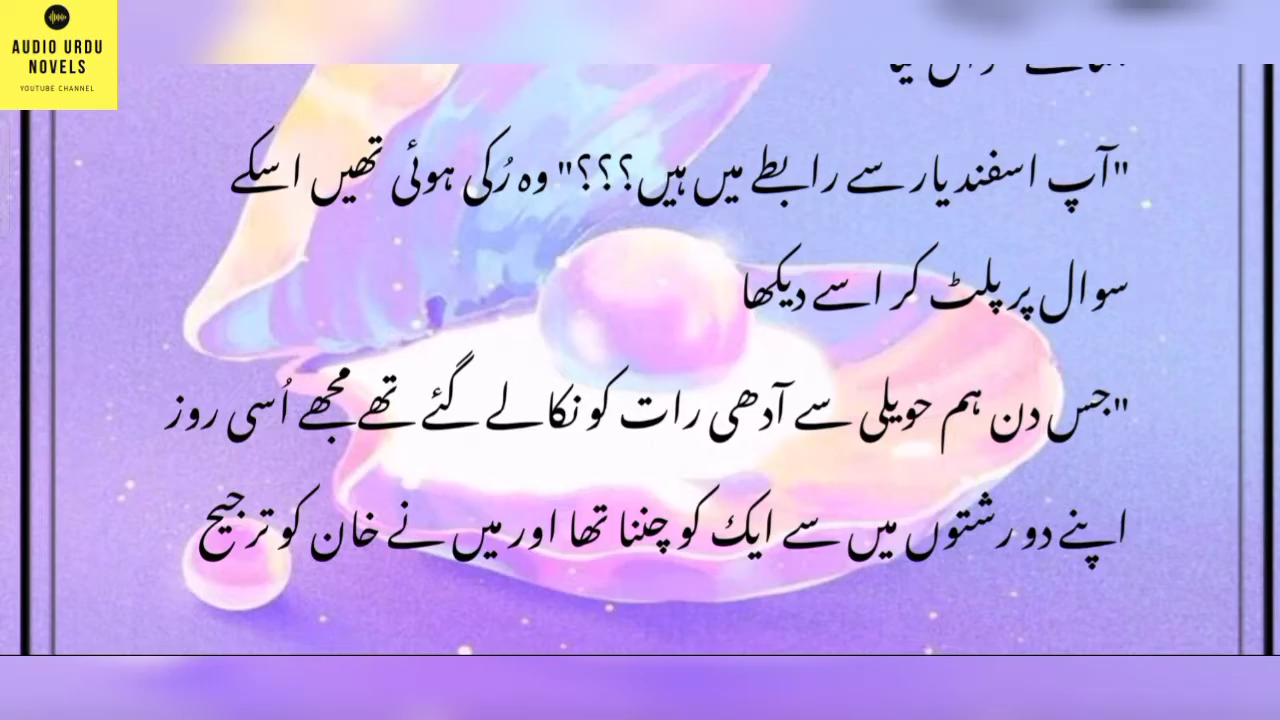 AUDIO URDU
NOVELS
YOUTUBE CHANNEL
"آپ اسفندیار سے رابطے میں ہیں؟؟؟" وہ رُکی ہوئی تھیں اسکے
سوال پر پلٹ کر اسے دیکھا
"جس دن ہم حویلی سے آدھی رات کو نکالے گئے تھے مجھے اُسی روز
اپنے دو رشتوں میں سے ایک کو چننا تھا اور میں نے خان کو ترجیح